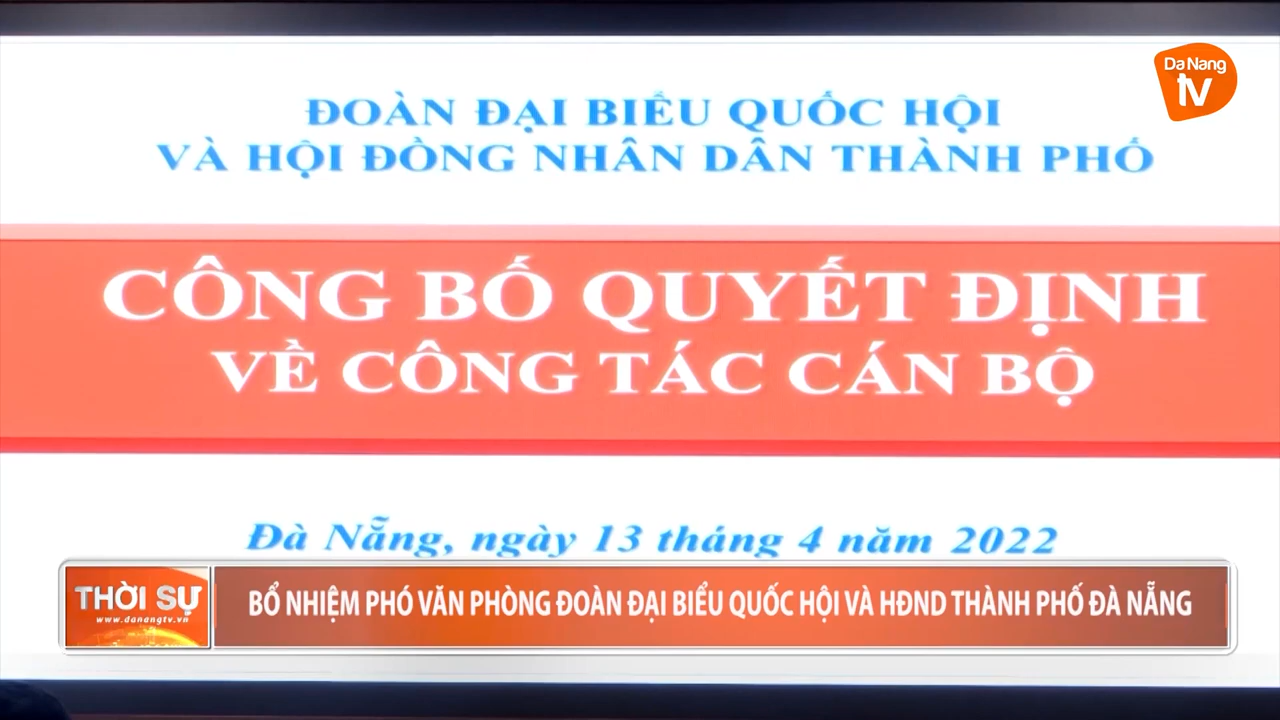 Da Nang
tv
ĐOÀN ĐẠI BIỂU QUỐC HỘI
VÀ HỘI ĐỒNG NHÂN DÂN THÀNH PHỐ
CÔNG BỐ QUYẾT ĐỊNH
VỀ CÔNG TÁC CÁN BỘ
Đà Nẵng, ngày 13 tháng 4 năm 2022
THỜI SỰ
www.danangtv.vn
BỔ NHIỆM PHÓ VĂN PHÒNG ĐOÀN ĐẠI BIỂU QUỐC HỘI VÀ HĐND THÀNH PHỐ ĐÀ NẴNG